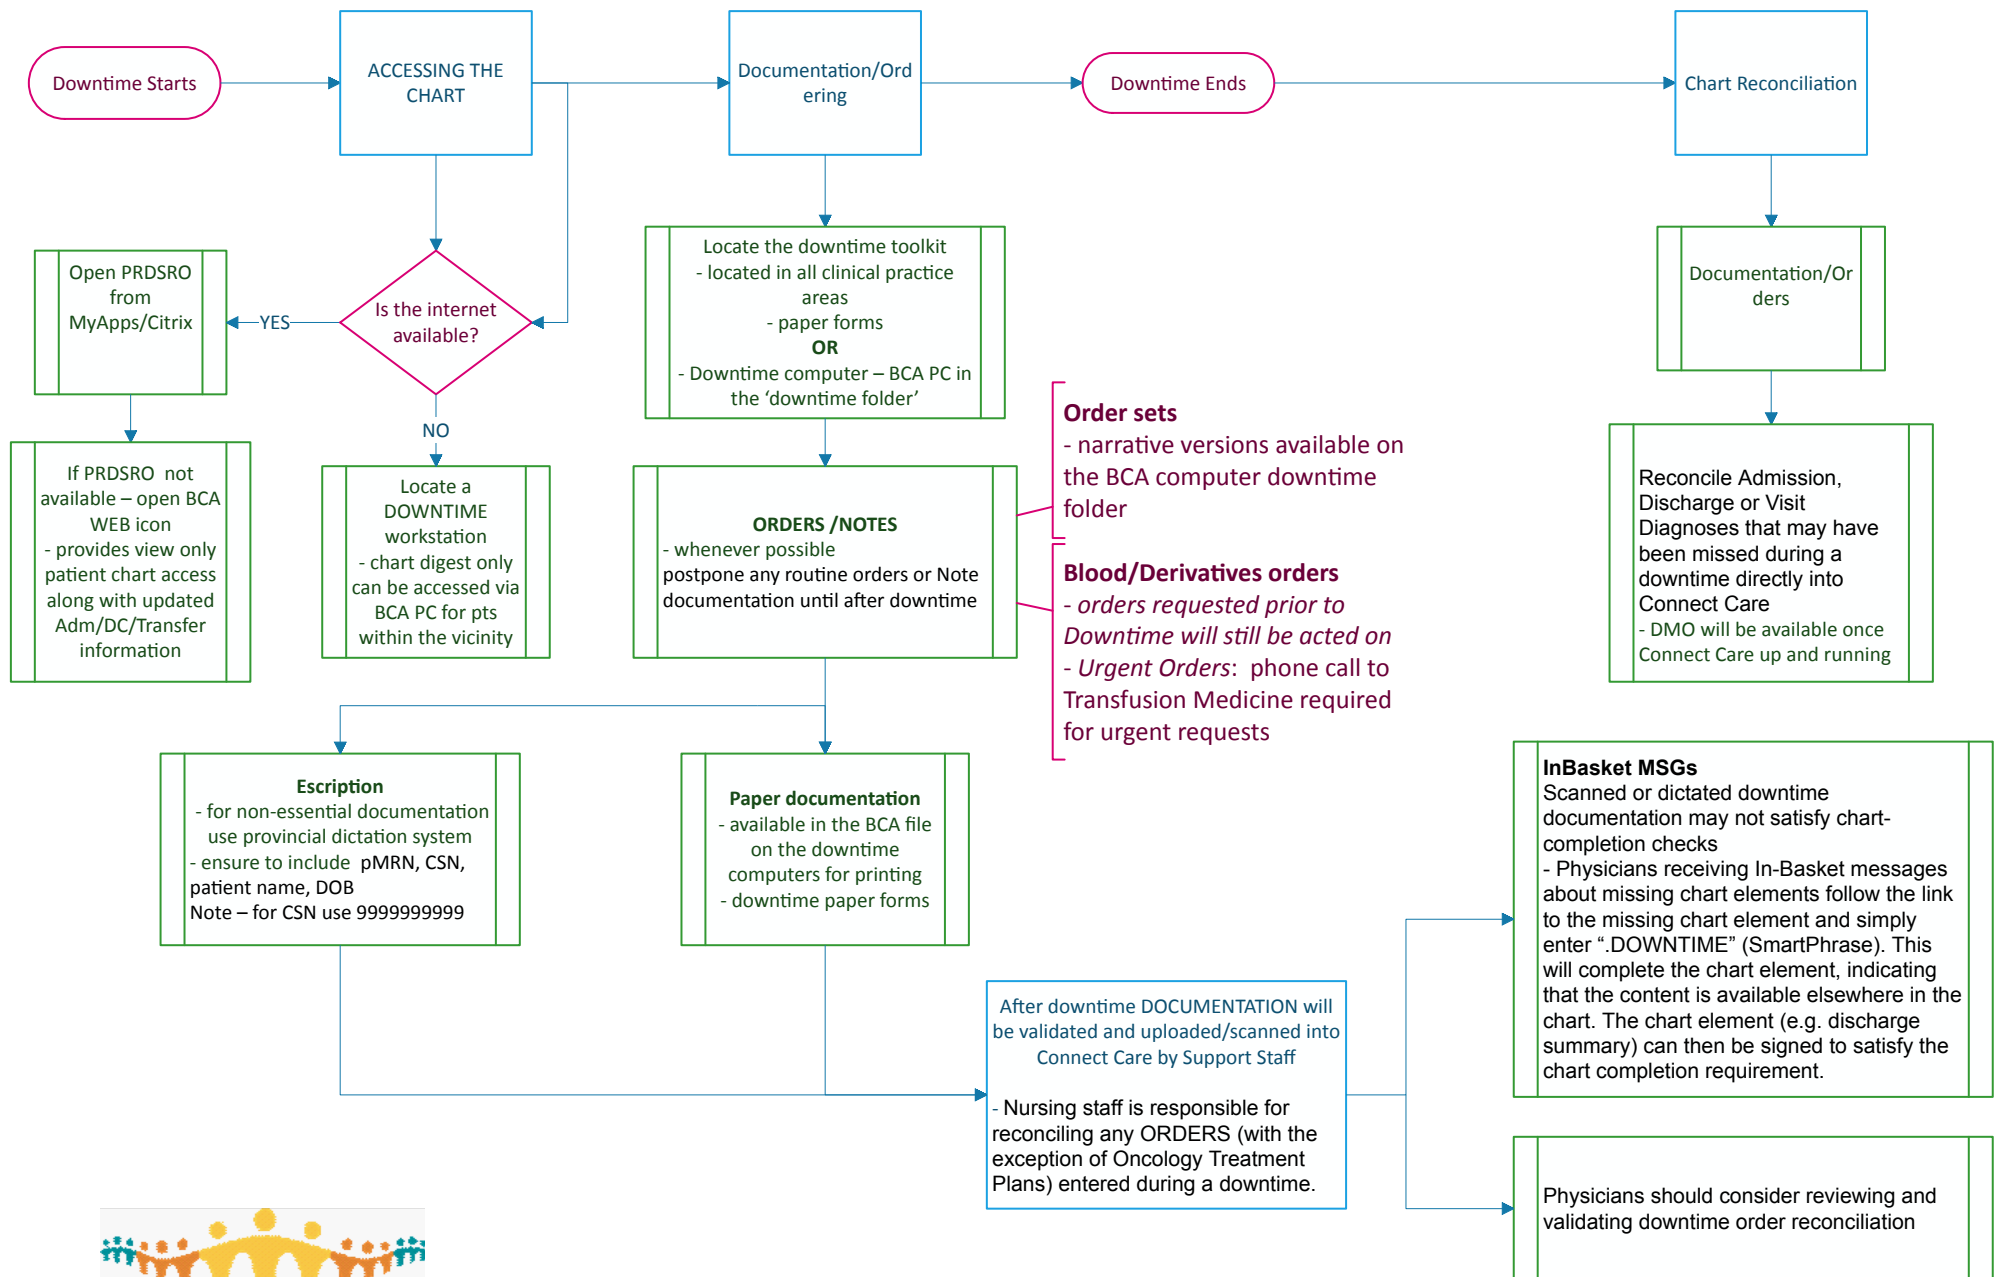 Downtime Starts
ACCESSING THE
CHART
Documentation/Ord
ering
Downtime Ends
Chart Reconciliation
Open PRDSRO
from
MyApps/Citrix
YES
Is the internet
available?
NO
If PRDSRO  not
available – open BCA
WEB icon
- provides view only
patient chart access
along with updated
Adm/DC/Transfer
information
Locate a
DOWNTIME
workstation
- chart digest only
can be accessed via
BCA PC for pts
within the vicinity
Locate the downtime toolkit
- located in all clinical practice
areas
- paper forms
OR
- Downtime computer – BCA PC in
the ‘downtime folder’
ORDERS /NOTES
- whenever possible
postpone any routine orders or Note
documentation until after downtime
Order sets
- narrative versions available on
the BCA computer downtime
folder
Blood/Derivatives orders
- orders requested prior to
Downtime will still be acted on
- Urgent Orders:  phone call to
Transfusion Medicine required
for urgent requests
Documentation/Or
ders
Reconcile Admission,
Discharge or Visit
Diagnoses that may have
been missed during a
downtime directly into
Connect Care
- DMO will be available once
Connect Care up and running
Escription
- for non-essential documentation
use provincial dictation system
- ensure to include  pMRN, CSN,
patient name, DOB
Note – for CSN use 9999999999
Paper documentation
- available in the BCA file
on the downtime
computers for printing
- downtime paper forms
After downtime DOCUMENTATION will
be validated and uploaded/scanned into
Connect Care by Support Staff
- Nursing staff is responsible for
reconciling any ORDERS (with the
exception of Oncology Treatment
Plans) entered during a downtime.
InBasket MSGs
Scanned or dictated downtime
documentation may not satisfy chart-
completion checks
- Physicians receiving In-Basket messages
about missing chart elements follow the link
to the missing chart element and simply
enter “.DOWNTIME” (SmartPhrase). This
will complete the chart element, indicating
that the content is available elsewhere in the
chart. The chart element (e.g. discharge
summary) can then be signed to satisfy the
chart completion requirement.
Physicians should consider reviewing and
validating downtime order reconciliation